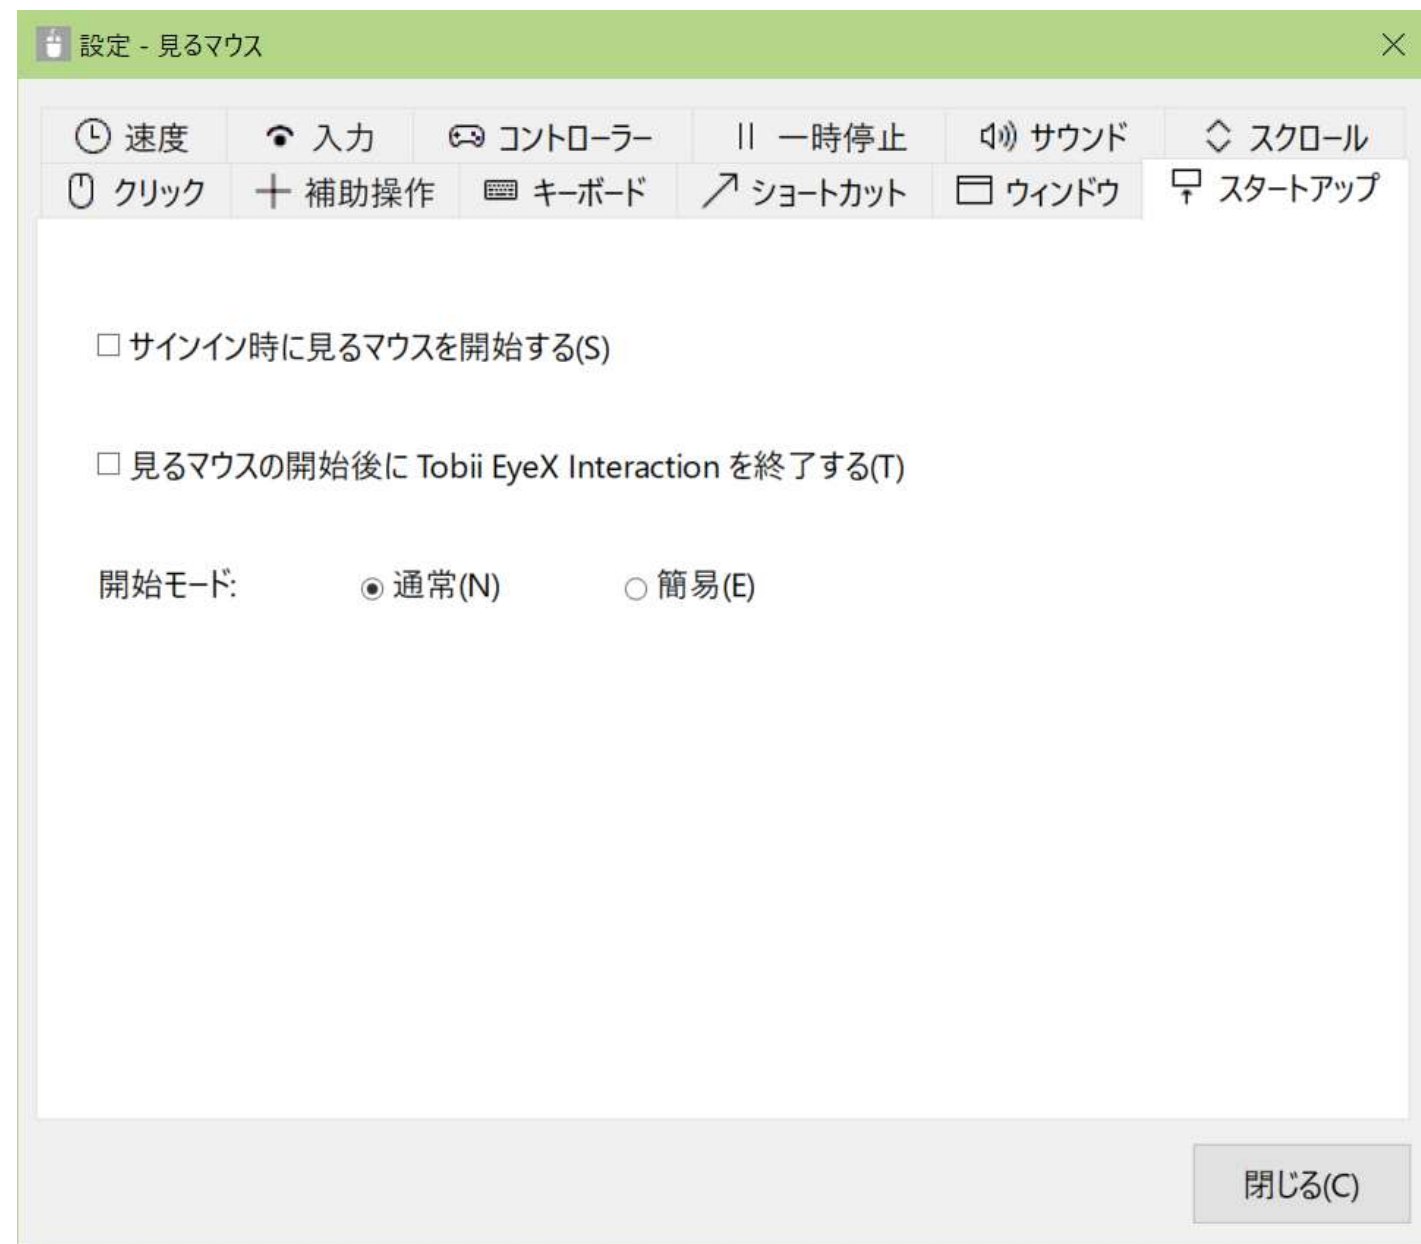 設定 - 見るマウス
速度 入力 コントローラー 一時停止 サウンド スクロール
クリック 補助操作 キーボード ショートカット ウィンドウ スタートアップ
サインイン時に見るマウスを開始する(S)
見るマウスの開始後に Tobii EyeX Interaction を終了する(T)
開始モード: 通常(N) 簡易(E)
閉じる(C)